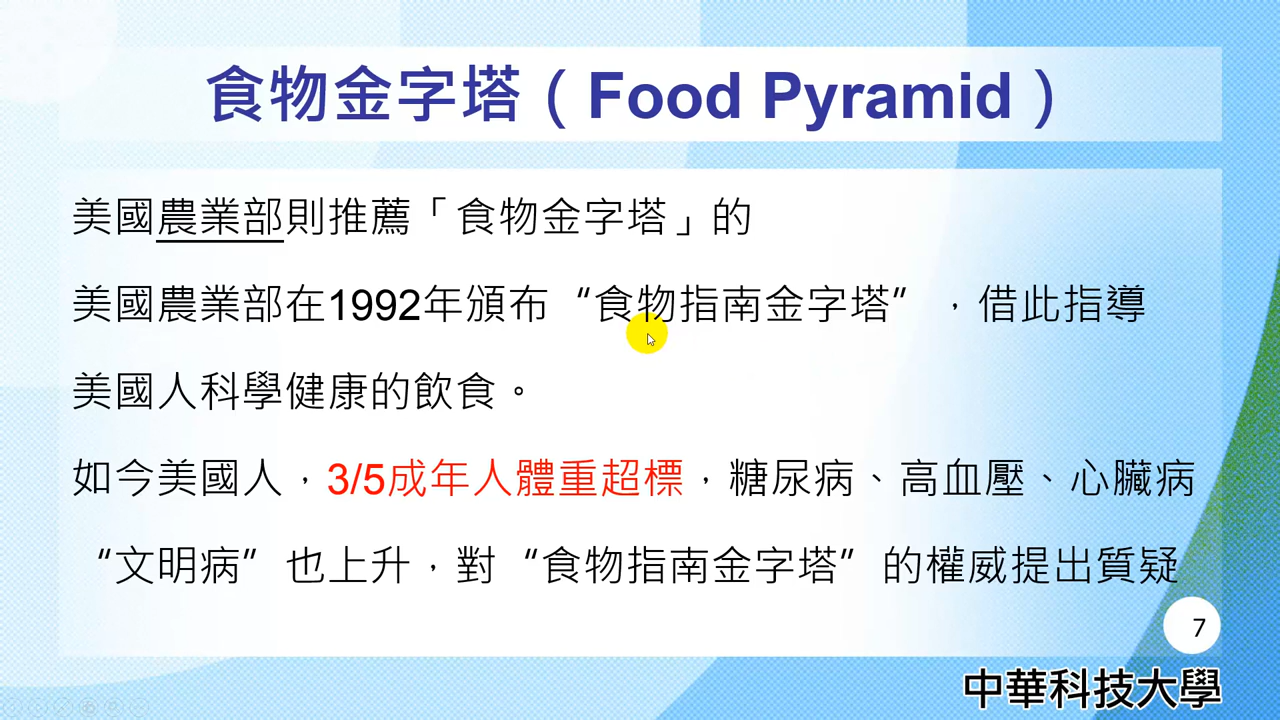 食物金字塔（Food Pyramid）
美國農業部則推薦「食物金字塔」的
美國農業部在1992年頒布“食物指南金字塔”，借此指導
美國人科學健康的飲食。
如今美國人，3/5成年人體重超標，糖尿病、高血壓、心臟病
“文明病”也上升，對“食物指南金字塔”的權威提出質疑
7
中華科技大學